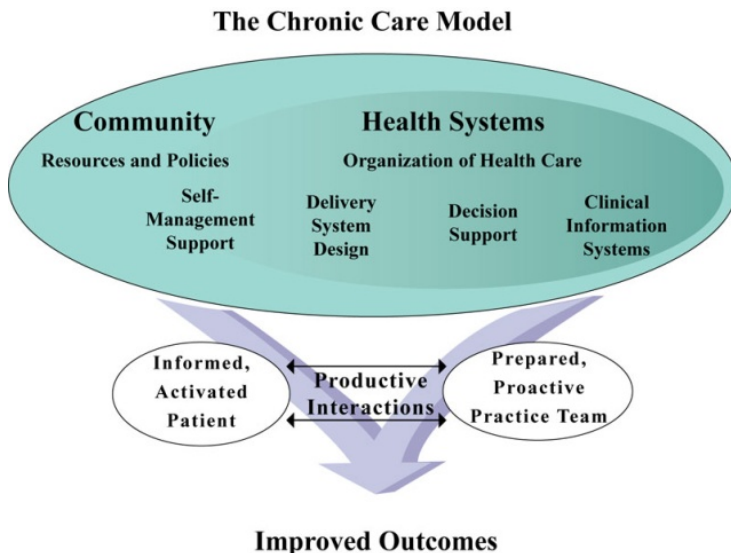 The Chronic Care Model
Community
Resources and Policies
Health Systems
Organization of Health Care
Self-
Management
Support
Delivery
System
Design
Decision
Support
Clinical
Information
Systems
Informed,
Activated
Patient
Productive
Interactions
Prepared,
Proactive
Practice Team
Improved Outcomes